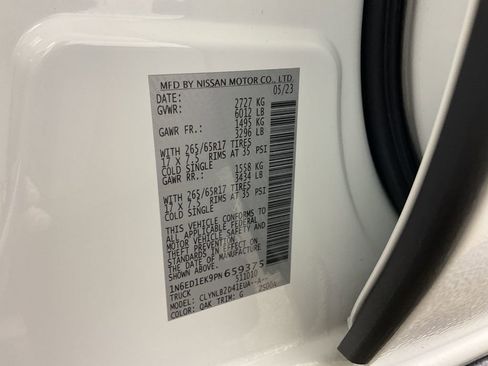 MFD BY NISSAN MOTOR CO., LTD.
DATE: 05/23
GVWR: 2727 KG
6012 LB
GAWR FR.: 1495 KG
3296 LB
WITH 265/65R17 TIRES
17 X 7.5 RIMS AT 35 PSI
COLD SINGLE
GAWR RR.: 1558 KG
3434 LB
WITH 265/65R17 TIRES
17 X 7.5 RIMS AT 35 PSI
COLD SINGLE
THIS VEHICLE CONFORMS TO
ALL APPLICABLE FEDERAL
MOTOR VEHICLE SAFETY AND
THEFT PREVENTION
STANDARDS IN EFFECT ON
THE DATE OF MANUFACTURE
SHOWN ABOVE.
1N6ED1EK9PN659375
TRUCK
MODEL:
COLOR: QAK TRIM: G